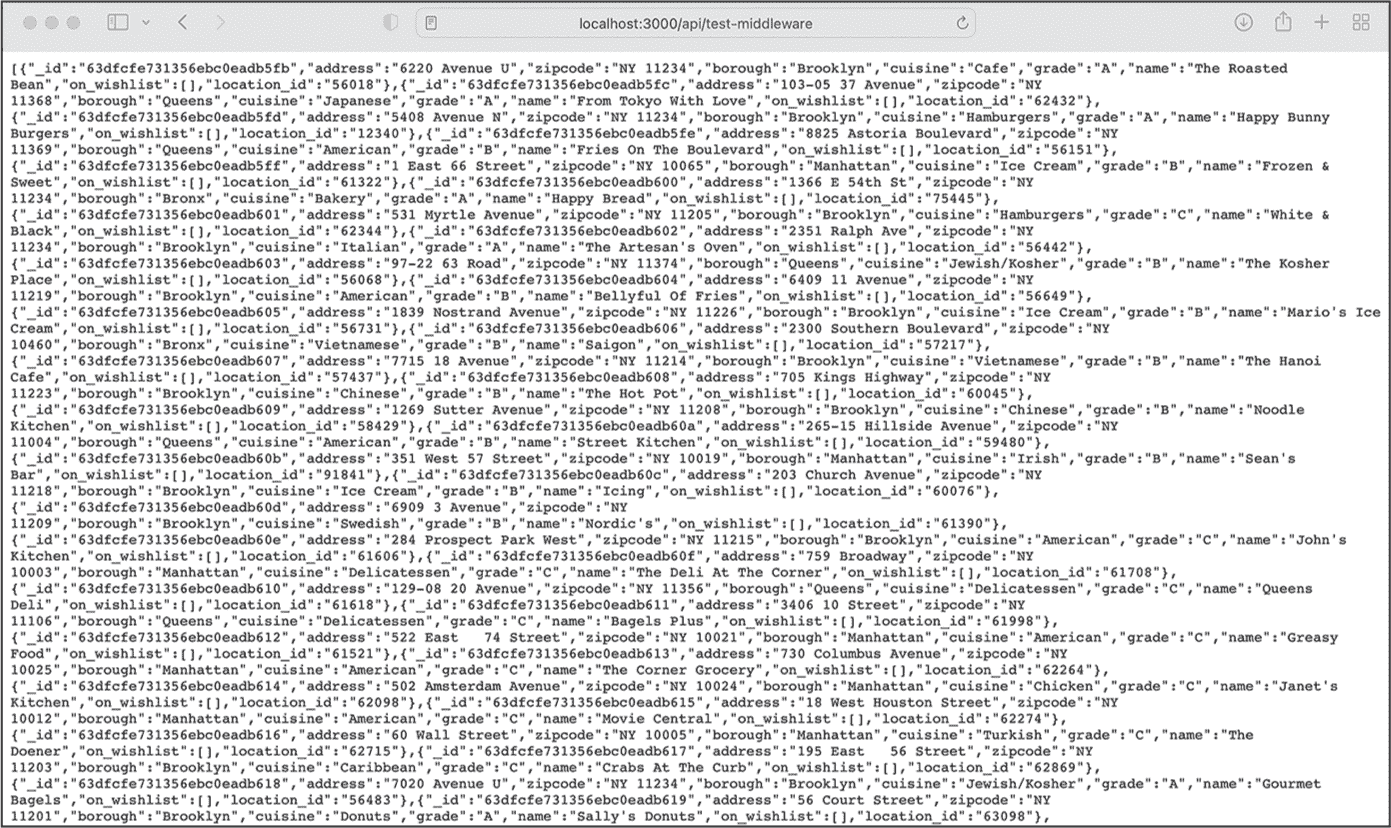 localhost:3000/api/test-middleware
[{"_id":"63dfcfe731356ebc0eadb5fb","address":"6220 Avenue U","zipcode":"NY 11234","borough":"Brooklyn","cuisine":"Cafe","grade":"A","name":"The Roasted
Bean","on_wishlist":[],"location_id":"56018"},{"_id":"63dfcfe731356ebc0eadb5fc","address":"103-05 37 Avenue","zipcode":"NY
11368","borough":"Queens","cuisine":"Japanese","grade":"A","name":"From Tokyo With Love","on_wishlist":[],"location_id":"62432"},
{"_id":"63dfcfe731356ebc0eadb5fd","address":"5408 Avenue N","zipcode":"NY 11234","borough":"Brooklyn","cuisine":"Hamburgers","grade":"A","name":"Happy Bunny
Burgers","on_wishlist":[],"location_id":"12340"},{"_id":"63dfcfe731356ebc0eadb5fe","address":"8825 Astoria Boulevard","zipcode":"NY
11369","borough":"Queens","cuisine":"American","grade":"B","name":"Fries On The Boulevard","on_wishlist":[],"location_id":"56151"},
{"_id":"63dfcfe731356ebc0eadb5ff","address":"1 East 66 Street","zipcode":"NY 10065","borough":"Manhattan","cuisine":"Ice Cream","grade":"B","name":"Frozen &
Sweet","on_wishlist":[],"location_id":"61322"},{"_id":"63dfcfe731356ebc0eadb600","address":"1366 E 54th St","zipcode":"NY
11234","borough":"Bronx","cuisine":"Bakery","grade":"A","name":"Happy Bread","on_wishlist":[],"location_id":"75445"},
{"_id":"63dfcfe731356ebc0eadb601","address":"531 Myrtle Avenue","zipcode":"NY 11205","borough":"Brooklyn","cuisine":"Hamburgers","grade":"C","name":"White &
Black","on_wishlist":[],"location_id":"62344"},{"_id":"63dfcfe731356ebc0eadb602","address":"2351 Ralph Ave","zipcode":"NY
11234","borough":"Brooklyn","cuisine":"Italian","grade":"A","name":"The Artesan's Oven","on_wishlist":[],"location_id":"56442"},
{"_id":"63dfcfe731356ebc0eadb603","address":"97-22 63 Road","zipcode":"NY 11374","borough":"Queens","cuisine":"Jewish/Kosher","grade":"B","name":"The Kosher
Place","on_wishlist":[],"location_id":"56068"},{"_id":"63dfcfe731356ebc0eadb604","address":"6409 11 Avenue","zipcode":"NY
11219","borough":"Brooklyn","cuisine":"American","grade":"B","name":"Bellyful Of Fries","on_wishlist":[],"location_id":"56649"},
{"_id":"63dfcfe731356ebc0eadb605","address":"1839 Nostrand Avenue","zipcode":"NY 11226","borough":"Brooklyn","cuisine":"Ice Cream","grade":"B","name":"Mario's Ice
Cream","on_wishlist":[],"location_id":"56731"},{"_id":"63dfcfe731356ebc0eadb606","address":"2300 Southern Boulevard","zipcode":"NY
10460","borough":"Bronx","cuisine":"Vietnamese","grade":"B","name":"Saigon","on_wishlist":[],"location_id":"57217"},
{"_id":"63dfcfe731356ebc0eadb607","address":"7715 18 Avenue","zipcode":"NY 11214","borough":"Brooklyn","cuisine":"Vietnamese","grade":"B","name":"The Hanoi
Cafe","on_wishlist":[],"location_id":"57437"},{"_id":"63dfcfe731356ebc0eadb608","address":"705 Kings Highway","zipcode":"NY
11223","borough":"Brooklyn","cuisine":"Chinese","grade":"B","name":"The Hot Pot","on_wishlist":[],"location_id":"60045"},
{"_id":"63dfcfe731356ebc0eadb609","address":"1269 Sutter Avenue","zipcode":"NY 11208","borough":"Brooklyn","cuisine":"Chinese","grade":"B","name":"Noodle
Kitchen","on_wishlist":[],"location_id":"58429"},{"_id":"63dfcfe731356ebc0eadb60a","address":"265-15 Hillside Avenue","zipcode":"NY
11004","borough":"Queens","cuisine":"American","grade":"B","name":"Street Kitchen","on_wishlist":[],"location_id":"59480"},
{"_id":"63dfcfe731356ebc0eadb60b","address":"351 West 57 Street","zipcode":"NY 10019","borough":"Manhattan","cuisine":"Irish","grade":"B","name":"Sean's
Bar","on_wishlist":[],"location_id":"91841"},{"_id":"63dfcfe731356ebc0eadb60c","address":"203 Church Avenue","zipcode":"NY
11218","borough":"Brooklyn","cuisine":"Ice Cream","grade":"B","name":"Icing","on_wishlist":[],"location_id":"60076"},
{"_id":"63dfcfe731356ebc0eadb60d","address":"6909 3 Avenue","zipcode":"NY
11209","borough":"Brooklyn","cuisine":"Swedish","grade":"B","name":"Nordic's","on_wishlist":[],"location_id":"61390"},
{"_id":"63dfcfe731356ebc0eadb60e","address":"284 Prospect Park West","zipcode":"NY 11215","borough":"Brooklyn","cuisine":"American","grade":"C","name":"John's
Kitchen","on_wishlist":[],"location_id":"61606"},{"_id":"63dfcfe731356ebc0eadb60f","address":"759 Broadway","zipcode":"NY
10003","borough":"Manhattan","cuisine":"Delicatessen","grade":"C","name":"The Deli At The Corner","on_wishlist":[],"location_id":"61708"},
{"_id":"63dfcfe731356ebc0eadb610","address":"129-08 20 Avenue","zipcode":"NY 11356","borough":"Queens","cuisine":"Delicatessen","grade":"C","name":"Queens
Deli","on_wishlist":[],"location_id":"61618"},{"_id":"63dfcfe731356ebc0eadb611","address":"3406 10 Street","zipcode":"NY
11106","borough":"Queens","cuisine":"Delicatessen","grade":"C","name":"Bagels Plus","on_wishlist":[],"location_id":"61998"},
{"_id":"63dfcfe731356ebc0eadb612","address":"522 East   74 Street","zipcode":"NY 10021","borough":"Manhattan","cuisine":"American","grade":"C","name":"Greasy
Food","on_wishlist":[],"location_id":"61521"},{"_id":"63dfcfe731356ebc0eadb613","address":"730 Columbus Avenue","zipcode":"NY
10025","borough":"Manhattan","cuisine":"American","grade":"C","name":"The Corner Grocery","on_wishlist":[],"location_id":"62264"},
{"_id":"63dfcfe731356ebc0eadb614","address":"502 Amsterdam Avenue","zipcode":"NY 10024","borough":"Manhattan","cuisine":"Chicken","grade":"C","name":"Janet's
Kitchen","on_wishlist":[],"location_id":"62098"},{"_id":"63dfcfe731356ebc0eadb615","address":"18 West Houston Street","zipcode":"NY
10012","borough":"Manhattan","cuisine":"American","grade":"C","name":"Movie Central","on_wishlist":[],"location_id":"62274"},
{"_id":"63dfcfe731356ebc0eadb616","address":"60 Wall Street","zipcode":"NY 10005","borough":"Manhattan","cuisine":"Turkish","grade":"C","name":"The
Doener","on_wishlist":[],"location_id":"62715"},{"_id":"63dfcfe731356ebc0eadb617","address":"195 East   56 Street","zipcode":"NY
11203","borough":"Brooklyn","cuisine":"Caribbean","grade":"C","name":"Crabs At The Curb","on_wishlist":[],"location_id":"62869"},
{"_id":"63dfcfe731356ebc0eadb618","address":"7020 Avenue U","zipcode":"NY 11234","borough":"Brooklyn","cuisine":"Jewish/Kosher","grade":"A","name":"Gourmet
Bagels","on_wishlist":[],"location_id":"56483"},{"_id":"63dfcfe731356ebc0eadb619","address":"56 Court Street","zipcode":"NY
11201","borough":"Brooklyn","cuisine":"Donuts","grade":"A","name":"Sally's Donuts","on_wishlist":[],"location_id":"63098"},